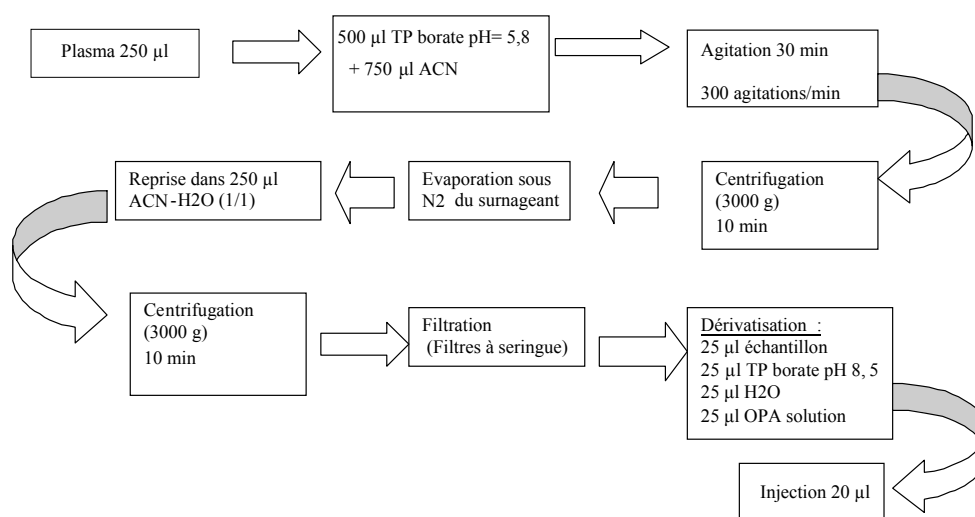 Plasma 250 µl
500 µl TP borate pH= 5,8
+ 750 µl ACN
Agitation 30 min
300 agitations/min
Centrifugation
(3000 g)
10 min
Evaporation sous
N2 du surnageant
Reprise dans 250 µl
ACN-H2O (1/1)
Centrifugation
(3000 g)
10 min
Filtration
(Filtres à seringue)
Dérivatisation :
25 µl échantillon
25 µl TP borate pH 8, 5
25 µl H2O
25 µl OPA solution
Injection 20 µl